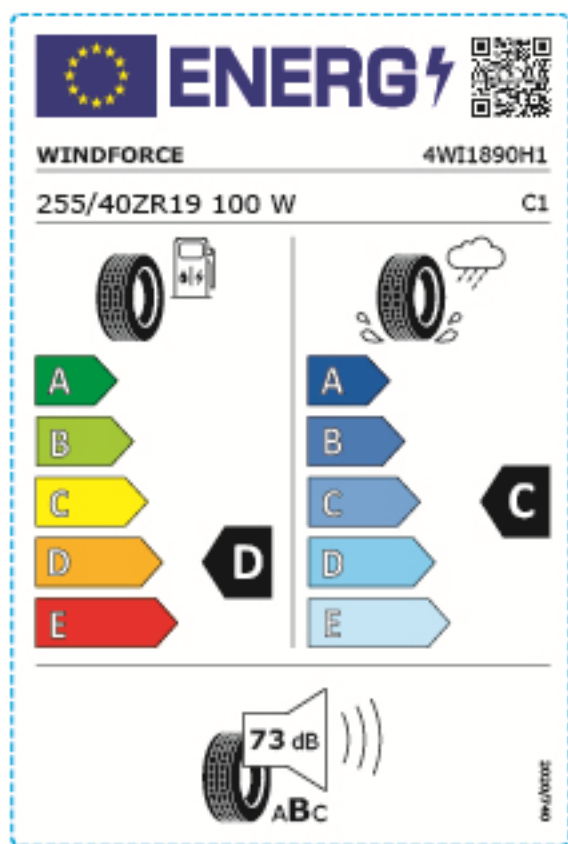 ENERG
WINDFORCE 4WI1890H1
255/40ZR19 100 W C1
A A
B B
C C C
D D D
E E
73 dB
ABC
2020/740